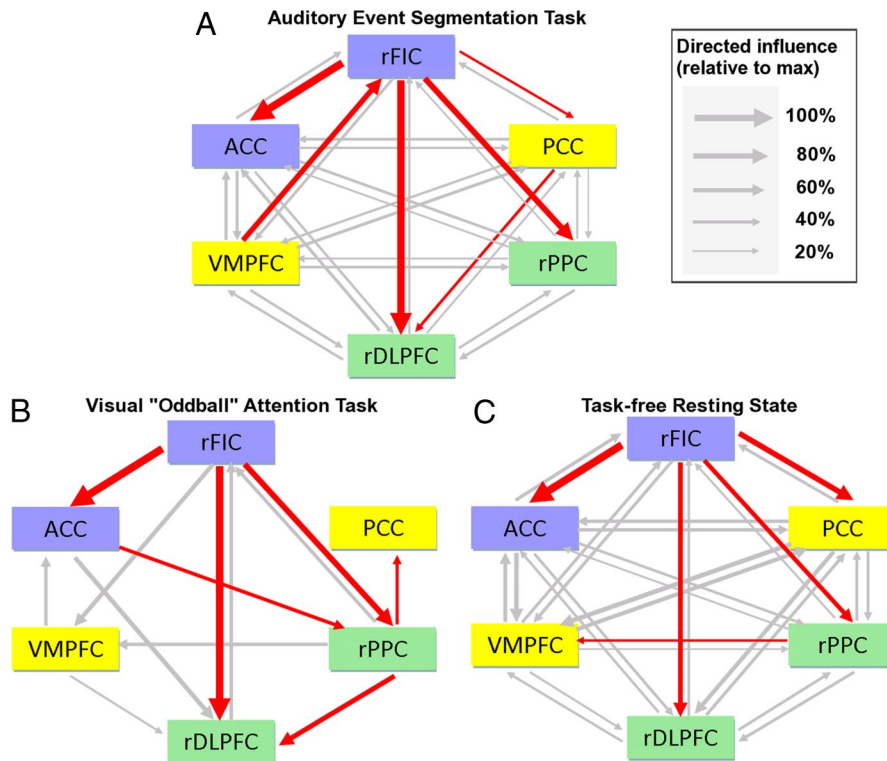 A
Auditory Event Segmentation Task
rFIC
ACC
PCC
VMPFC
rPPC
rDLPFC
Directed influence
(relative to max)
100%
80%
60%
40%
20%
B
Visual "Oddball" Attention Task
rFIC
ACC
PCC
VMPFC
rPPC
rDLPFC
C
Task-free Resting State
rFIC
ACC
PCC
VMPFC
rPPC
rDLPFC